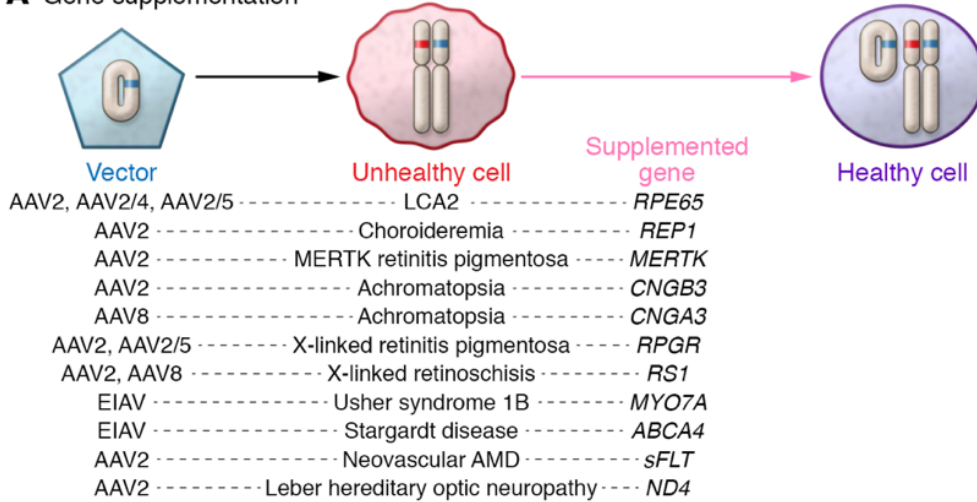 A Gene supplementation
Vector Unhealthy cell Supplemented gene Healthy cell
AAV2, AAV2/4, AAV2/5 LCA2 RPE65
AAV2 Choroideremia REP1
AAV2 MERTK retinitis pigmentosa MERTK
AAV2 Achromatopsia CNGB3
AAV8 Achromatopsia CNGA3
AAV2, AAV2/5 X-linked retinitis pigmentosa RPGR
AAV2, AAV8 X-linked retinoschisis RS1
EIAV Usher syndrome 1B MYO7A
EIAV Stargardt disease ABCA4
AAV2 Neovascular AMD sFLT
AAV2 Leber hereditary optic neuropathy ND4